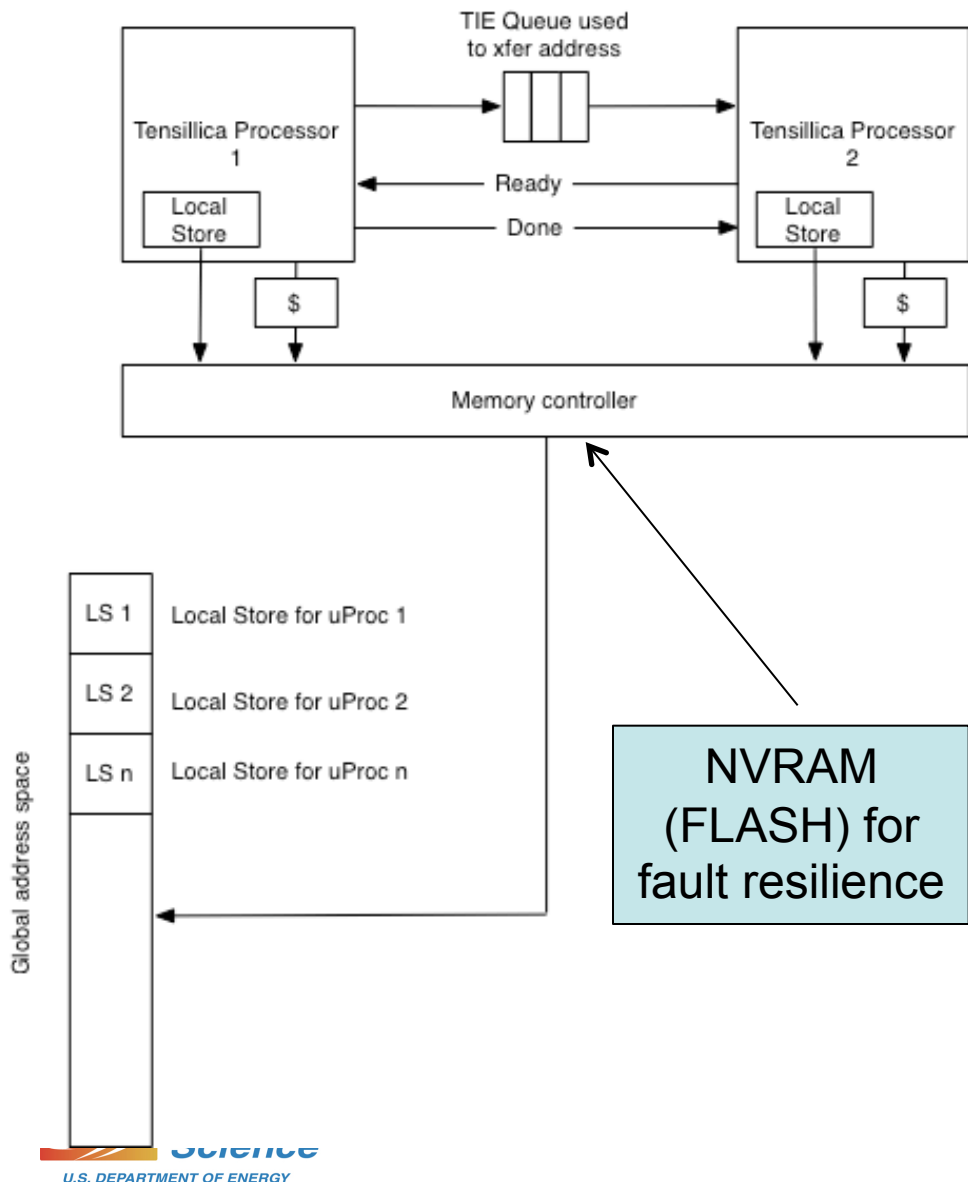 TIE Queue used
to xfer address
Tensillica Processor
1
Local
Store
$
Ready
Done
Tensillica Processor
2
Local
Store
$
Memory controller
LS 1
Local Store for uProc 1
LS 2
Local Store for uProc 2
LS n
Local Store for uProc n
Global address space
NVRAM
(FLASH) for
fault resilience
Science
U.S. DEPARTMENT OF ENERGY